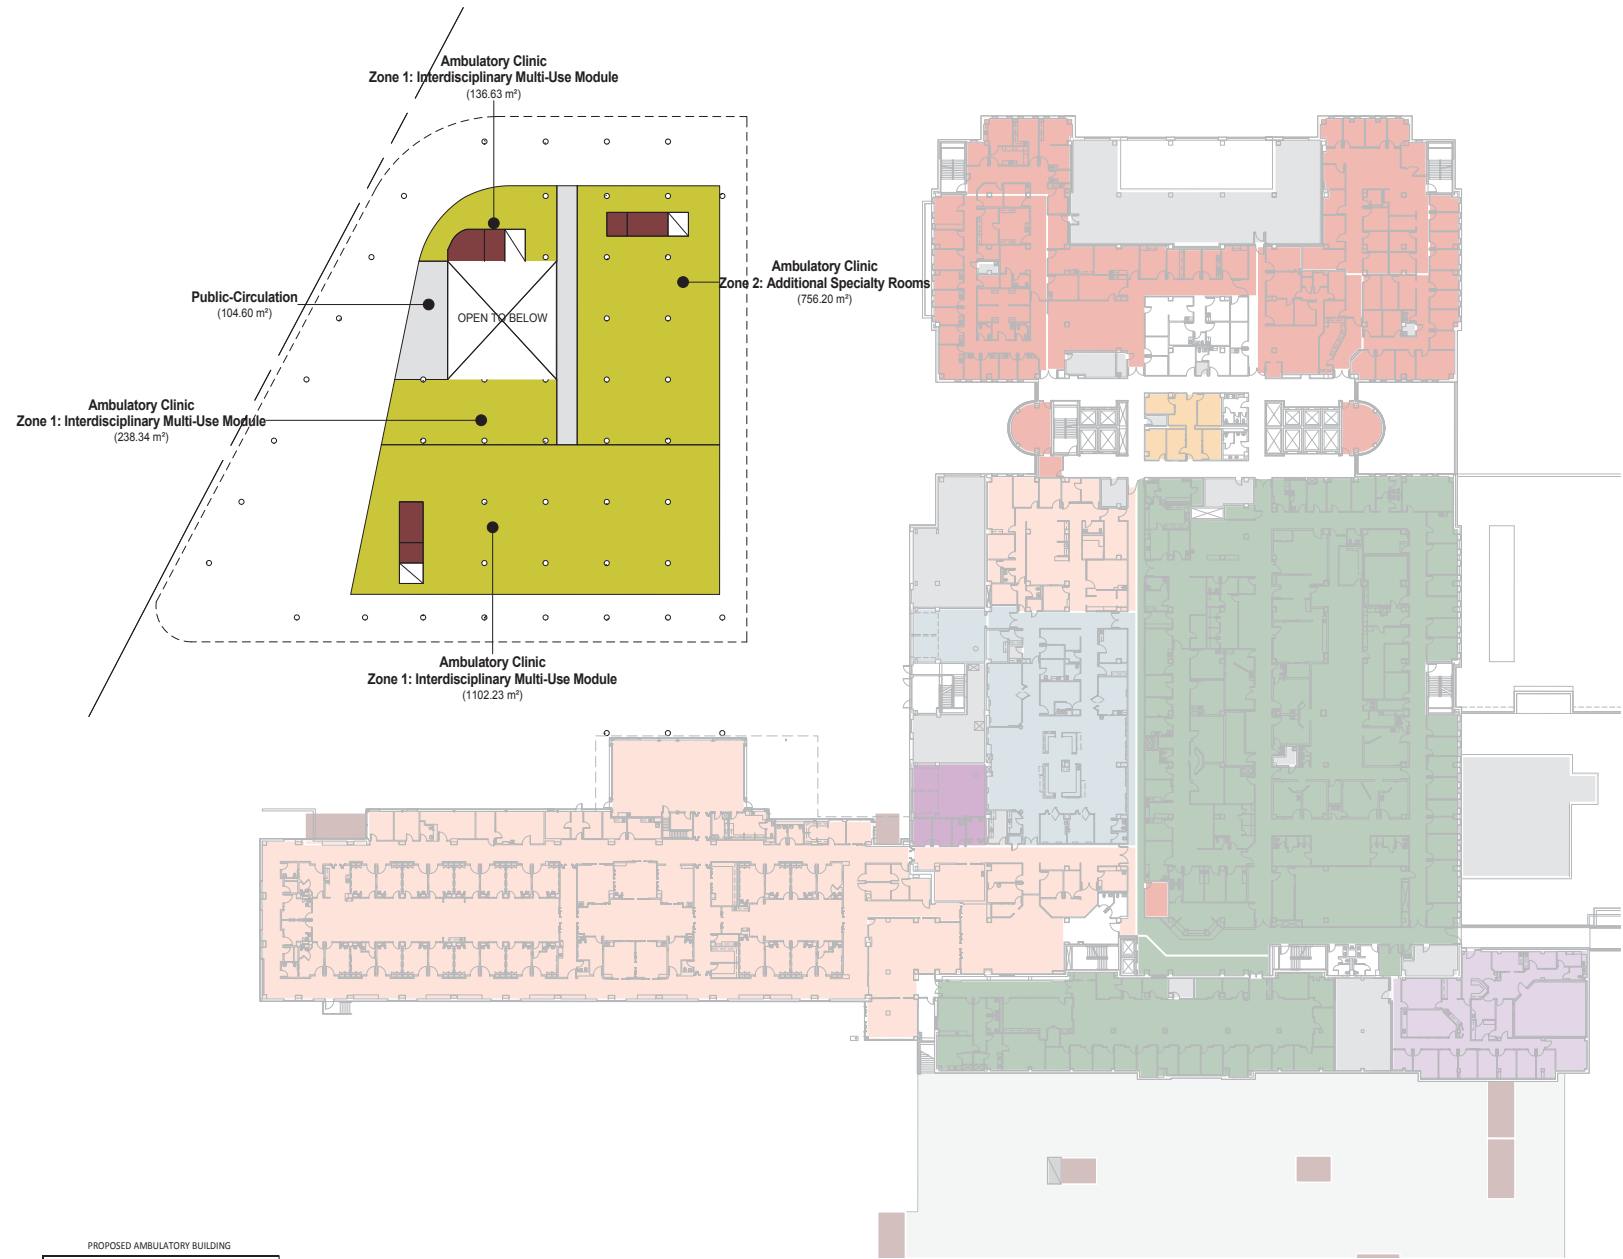 Ambulatory Clinic
Zone 1: Interdisciplinary Multi-Use Module
(136.63 m²)
Ambulatory Clinic
Zone 2: Additional Specialty Rooms
(756.20 m²)
Public-Circulation
(104.60 m²)
OPEN TO BELOW
Ambulatory Clinic
Zone 1: Interdisciplinary Multi-Use Module
(238.34 m²)
Ambulatory Clinic
Zone 1: Interdisciplinary Multi-Use Module
(1102.23 m²)
PROPOSED AMBULATORY BUILDING